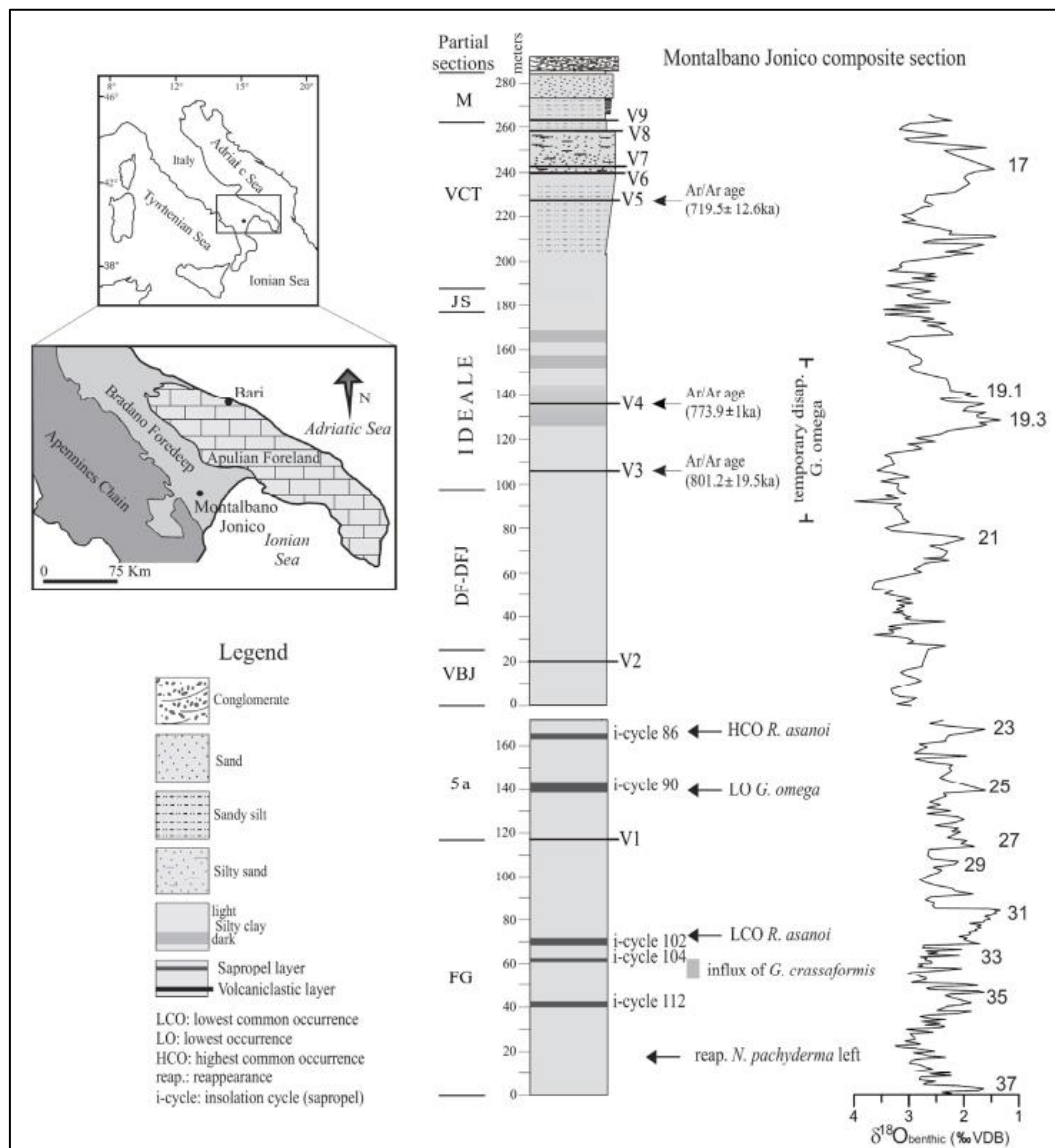 Partial
sections
meters
Montalbano Jonico composite section
8°
12°
16°
20°
46°
42°
38°
Italy
Adriat c Sea
Tyrrhenian Sea
Ionian Sea
Bari
N
Adriatic Sea
Bradano Foredeep
Apulian Foreland
Apennines Chain
Montalbano
Jonico
Ionian
Sea
0 75 Km
Legend
Conglomerate
Sand
Sandy silt
Silty sand
light
Silty clay
dark
Sapropel layer
Volcaniclastic layer
LCO: lowest common occurrence
LO: lowest occurrence
HCO: highest common occurrence
reap.: reappearance
i-cycle: insolation cycle (sapropel)
M
VCT
JS
IDEALE
DF-DFJ
VBJ
5a
FG
280
260
240
220
200
180
160
140
120
100
80
60
40
20
0
160
140
120
100
80
60
40
20
0
V9
V8
V7
V6
V5
Ar/Ar age
(719.5± 12.6ka)
V4
Ar/Ar age
(773.9±1ka)
V3
Ar/Ar age
(801.2±19.5ka)
temporary disap.
G. omega
V2
i-cycle 86
HCO R. asanoi
i-cycle 90
LO G. omega
V1
i-cycle 102
LCO R. asanoi
i-cycle 104
influx of G. crassaformis
i-cycle 112
reap. N. pachyderma left
17
19.1
19.3
21
23
25
27
29
31
33
35
37
4 3 2 1
δ18Obenthic (‰ VDB)